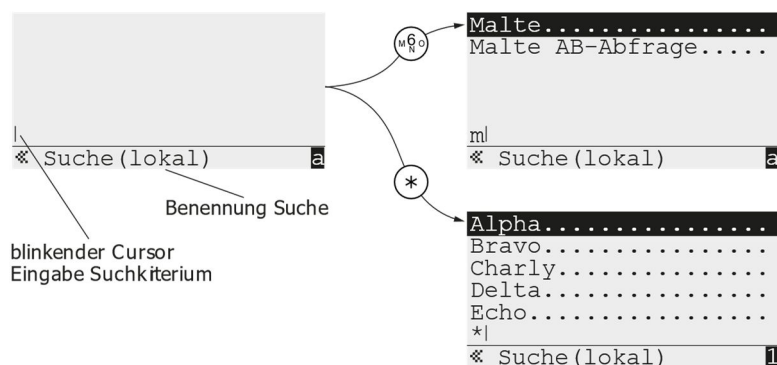 |
« Suche(lokal) a
Benennung Suche
blinkender Cursor
Eingabe Suchkiterium
M 6 N O
*
Malte................
Malte AB-Abfrage.....
m|
« Suche(lokal) a
Alpha................
Bravo................
Charly...............
Delta................
Echo.................
*|
« Suche(lokal) 1